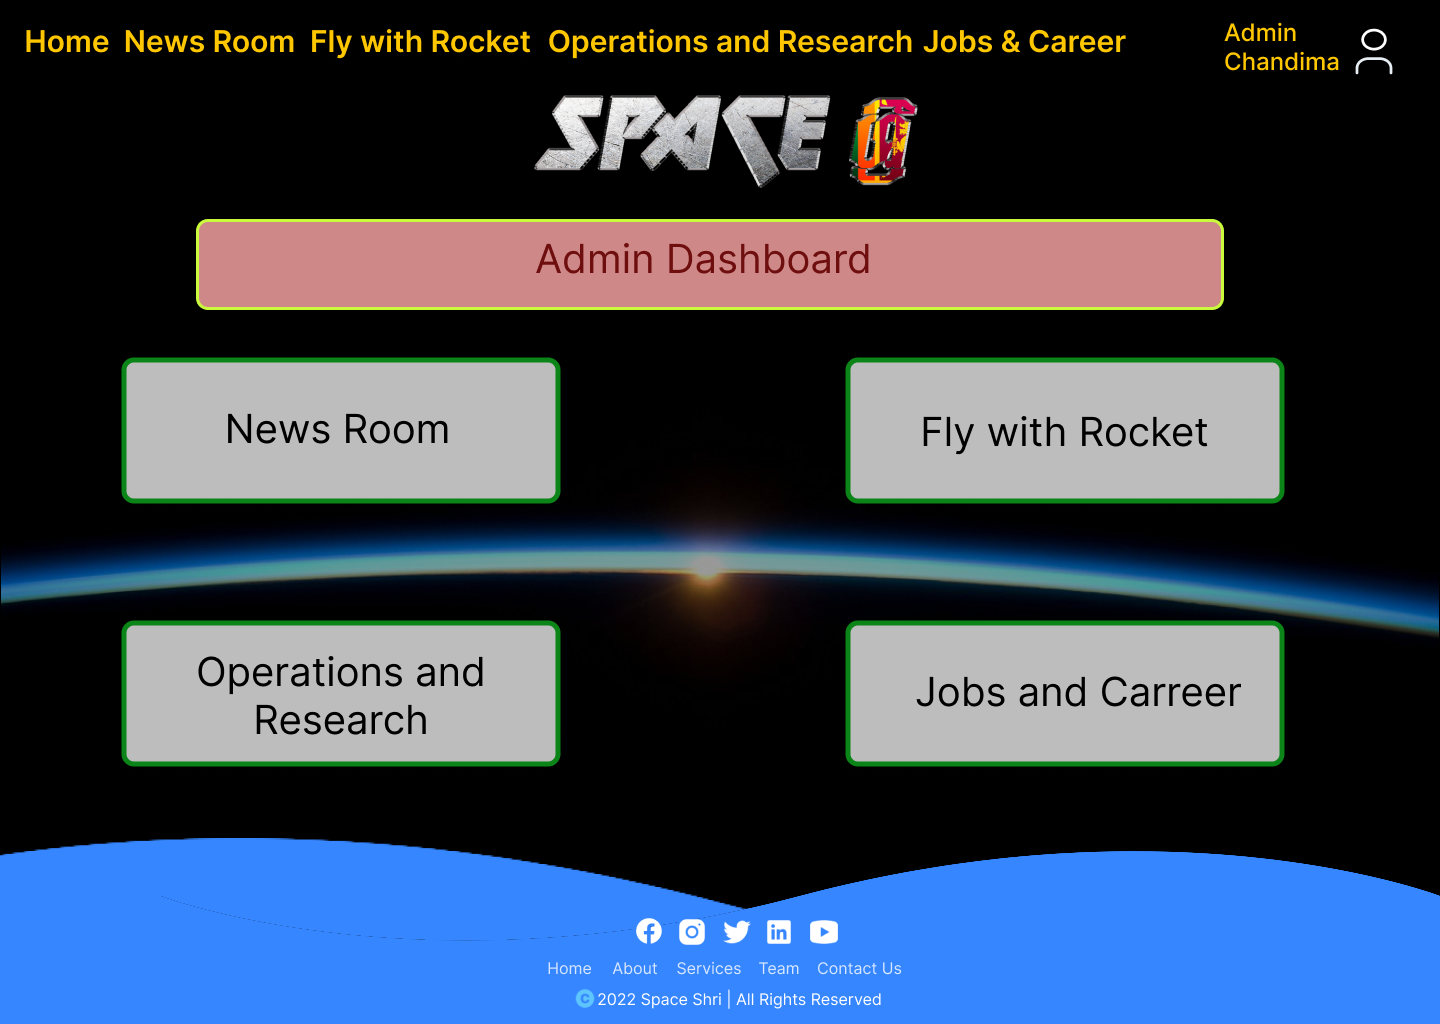 Home News Room Fly with Rocket Operations and Research Jobs & Career
Admin
Chandima
SPACE
Admin Dashboard
News Room
Fly with Rocket
Operations and
Research
Jobs and Carreer
Home About Services Team Contact Us
© 2022 Space Shri | All Rights Reserved